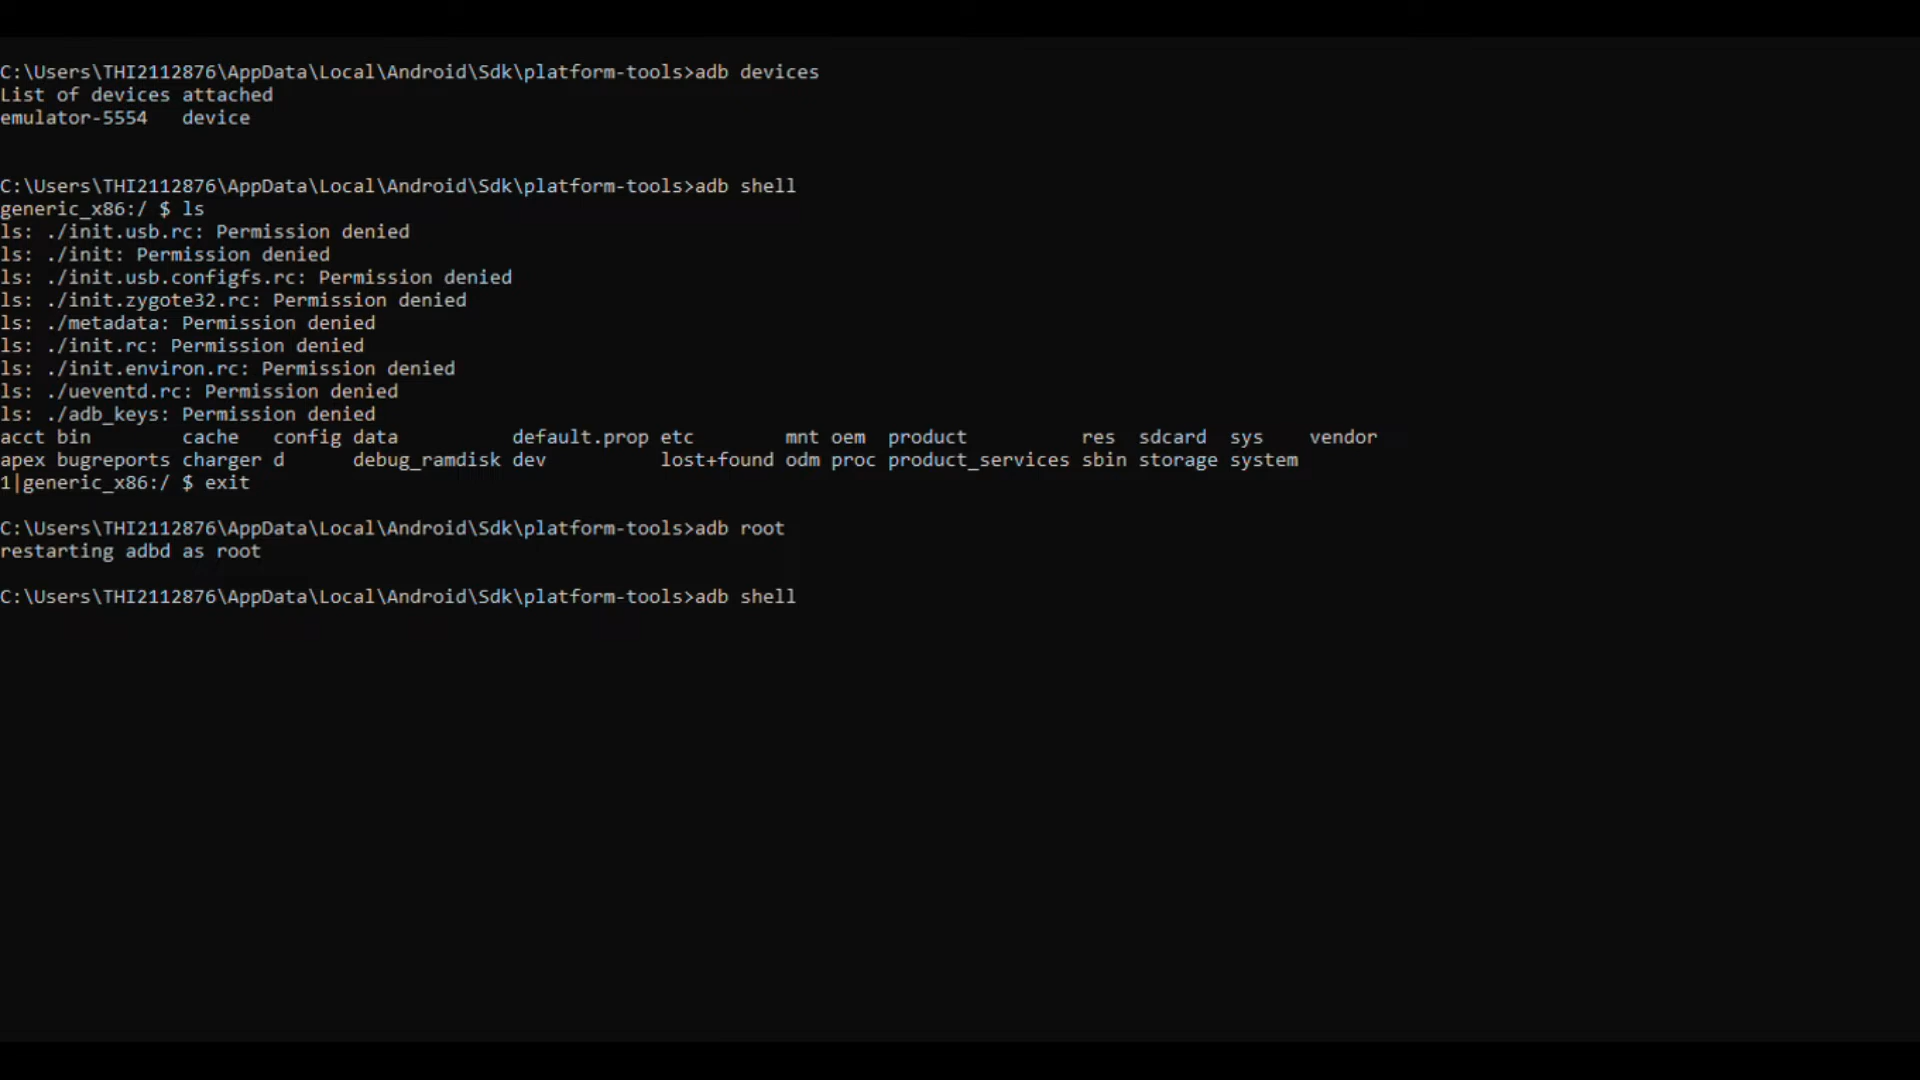 C:\Users\THI2112876\AppData\Local\Android\Sdk\platform-tools>adb devices
List of devices attached
emulator-5554   device
C:\Users\THI2112876\AppData\Local\Android\Sdk\platform-tools>adb shell
generic_x86:/ $ ls
ls: ./init.usb.rc: Permission denied
ls: ./init: Permission denied
ls: ./init.usb.configfs.rc: Permission denied
ls: ./init.zygote32.rc: Permission denied
ls: ./metadata: Permission denied
ls: ./init.rc: Permission denied
ls: ./init.environ.rc: Permission denied
ls: ./ueventd.rc: Permission denied
ls: ./adb_keys: Permission denied
acct bin        cache   config data          default.prop etc        mnt oem  product          res  sdcard  sys    vendor
apex bugreports charger d      debug_ramdisk dev          lost+found odm proc product_services sbin storage system
1|generic_x86:/ $ exit
C:\Users\THI2112876\AppData\Local\Android\Sdk\platform-tools>adb root
restarting adbd as root
C:\Users\THI2112876\AppData\Local\Android\Sdk\platform-tools>adb shell